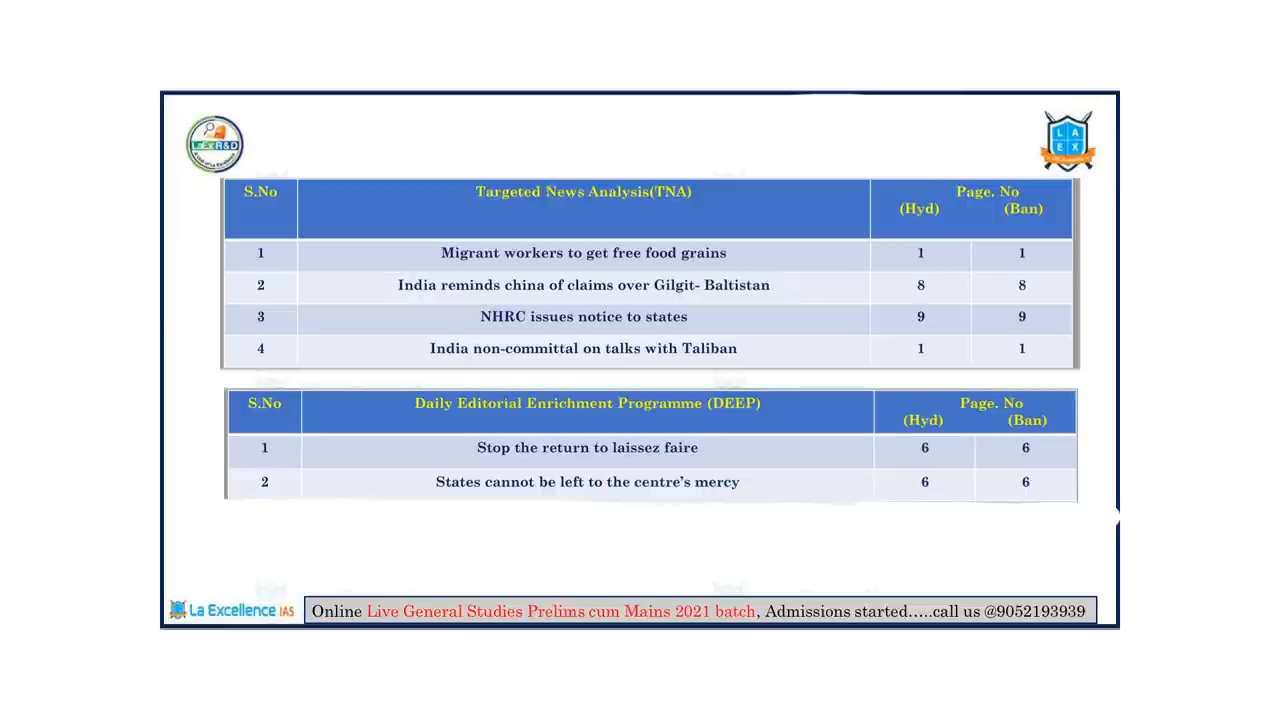 LaEx R&D
L A
E X
S.No Targeted News Analysis(TNA) Page. No
(Hyd) (Ban)
1 Migrant workers to get free food grains 1 1
2 India reminds china of claims over Gilgit- Baltistan 8 8
3 NHRC issues notice to states 9 9
4 India non-committal on talks with Taliban 1 1
S.No Daily Editorial Enrichment Programme (DEEP) Page. No
(Hyd) (Ban)
1 Stop the return to laissez faire 6 6
2 States cannot be left to the centre's mercy 6 6
La Excellence IAS
Online Live General Studies Prelims cum Mains 2021 batch, Admissions started.....call us @9052193939